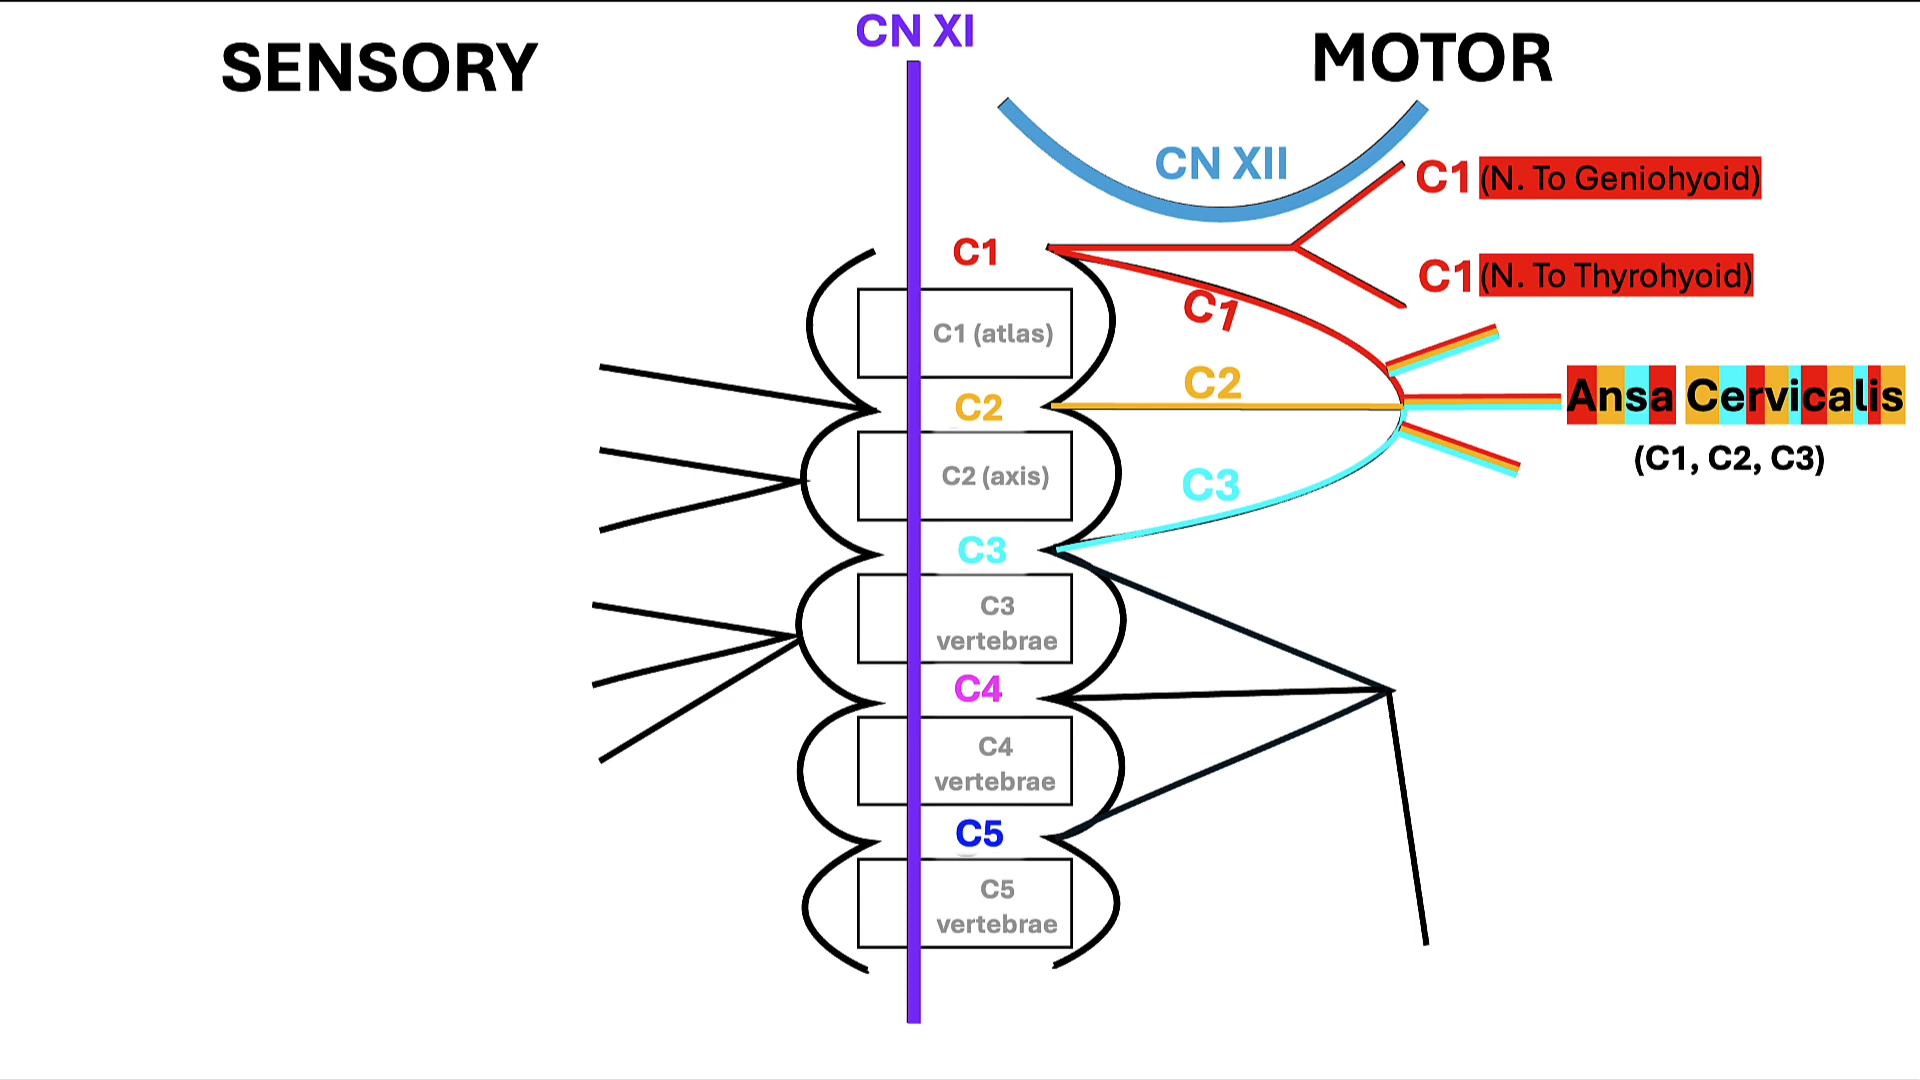 SENSORY
CN XI
MOTOR
CN XII
C1 (N. To Geniohyoid)
C1
C1 (N. To Thyrohyoid)
C1
C1 (atlas)
C2
Ansa Cervicalis
C2
(C1, C2, C3)
C2 (axis)
C3
C3
C3
vertebrae
C4
C4
vertebrae
C5
C5
vertebrae